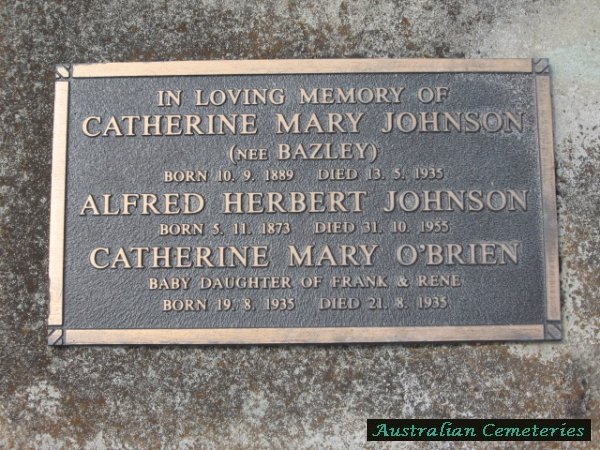 IN LOVING MEMORY OF
CATHERINE MARY JOHNSON
(NEE BAZLEY)
BORN 10. 9. 1889 DIED 13. 5. 1935
ALFRED HERBERT JOHNSON
BORN 5. 11. 1873 DIED 31. 10. 1955
CATHERINE MARY O'BRIEN
BABY DAUGHTER OF FRANK & RENE
BORN 19. 8. 1935 DIED 21. 8. 1935
Australian Cemeteries